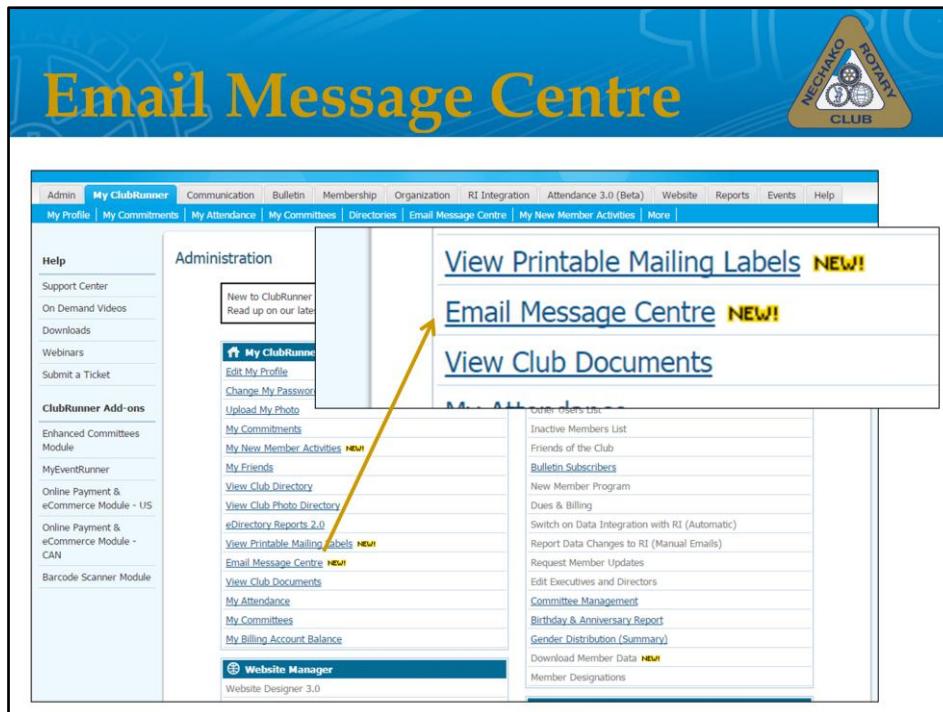 Email Message Centre
NECHAKO ROTARY
CLUB
Admin My ClubRunner Communication Bulletin Membership Organization RI Integration Attendance 3.0 (Beta) Website Reports Events Help
My Profile My Commitments My Attendance My Committees Directories Email Message Centre My New Member Activities More
Help
Support Center
On Demand Videos
Downloads
Webinars
Submit a Ticket
ClubRunner Add-ons
Enhanced Committees
Module
MyEventRunner
Online Payment &
eCommerce Module - US
Online Payment &
eCommerce Module -
CAN
Barcode Scanner Module
Administration
New to ClubRunner
Read up on our late
My ClubRunne
Edit My Profile
Change My Passwor
Upload My Photo
My Commitments
My New Member Activities NEW!
My Friends
View Club Directory
View Club Photo Directory
eDirectory Reports 2.0
View Printable Mailing Labels NEW!
Email Message Centre NEW!
View Club Documents
My Attendance
My Committees
My Billing Account Balance
Website Manager
Website Designer 3.0
View Printable Mailing Labels NEW!
Email Message Centre NEW!
View Club Documents
My Attendance
Other Users List
Inactive Members List
Friends of the Club
Bulletin Subscribers
New Member Program
Dues & Billing
Switch on Data Integration with RI (Automatic)
Report Data Changes to RI (Manual Emails)
Request Member Updates
Edit Executives and Directors
Committee Management
Birthday & Anniversary Report
Gender Distribution (Summary)
Download Member Data NEW!
Member Designations